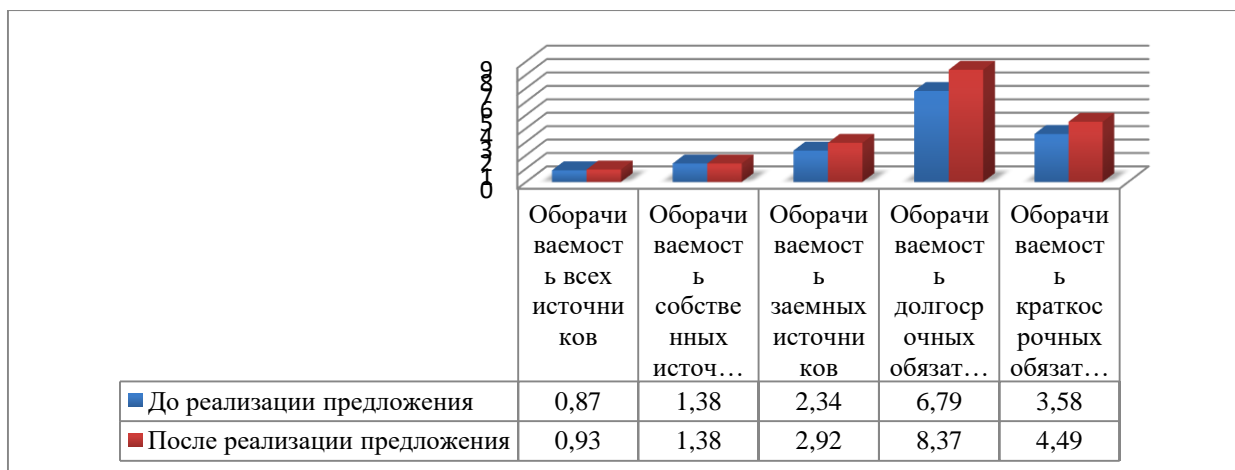 9
8
7
6
5
4
3
2
1
0
Оборачи
ваемост
ь всех
источни
ков
Оборачи
ваемост
ь
собстве
нных
источ…
Оборачи
ваемост
ь
заемных
источни
ков
Оборачи
ваемост
ь
долгоср
очных
обязат…
Оборачи
ваемост
ь
краткос
рочных
обязат…
До реализации предложения 0,87 1,38 2,34 6,79 3,58
После реализации предложения 0,93 1,38 2,92 8,37 4,49